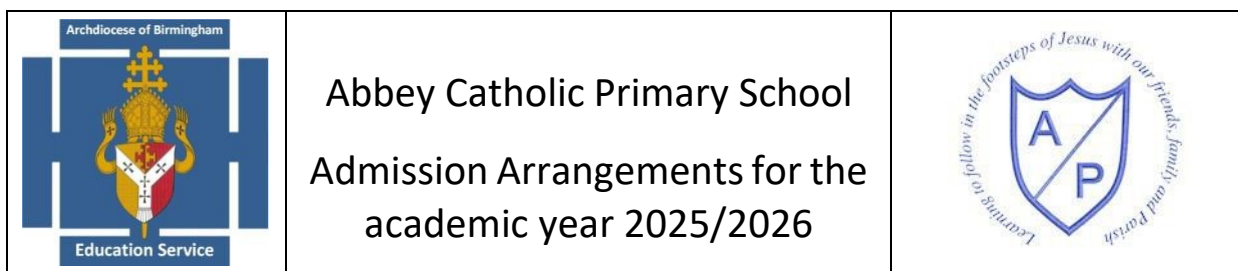 Archdiocese of Birmingham
Education Service
Abbey Catholic Primary School
Admission Arrangements for the
academic year 2025/2026
Learning to follow in the footsteps of Jesus with our friends, family and Parish
A
P